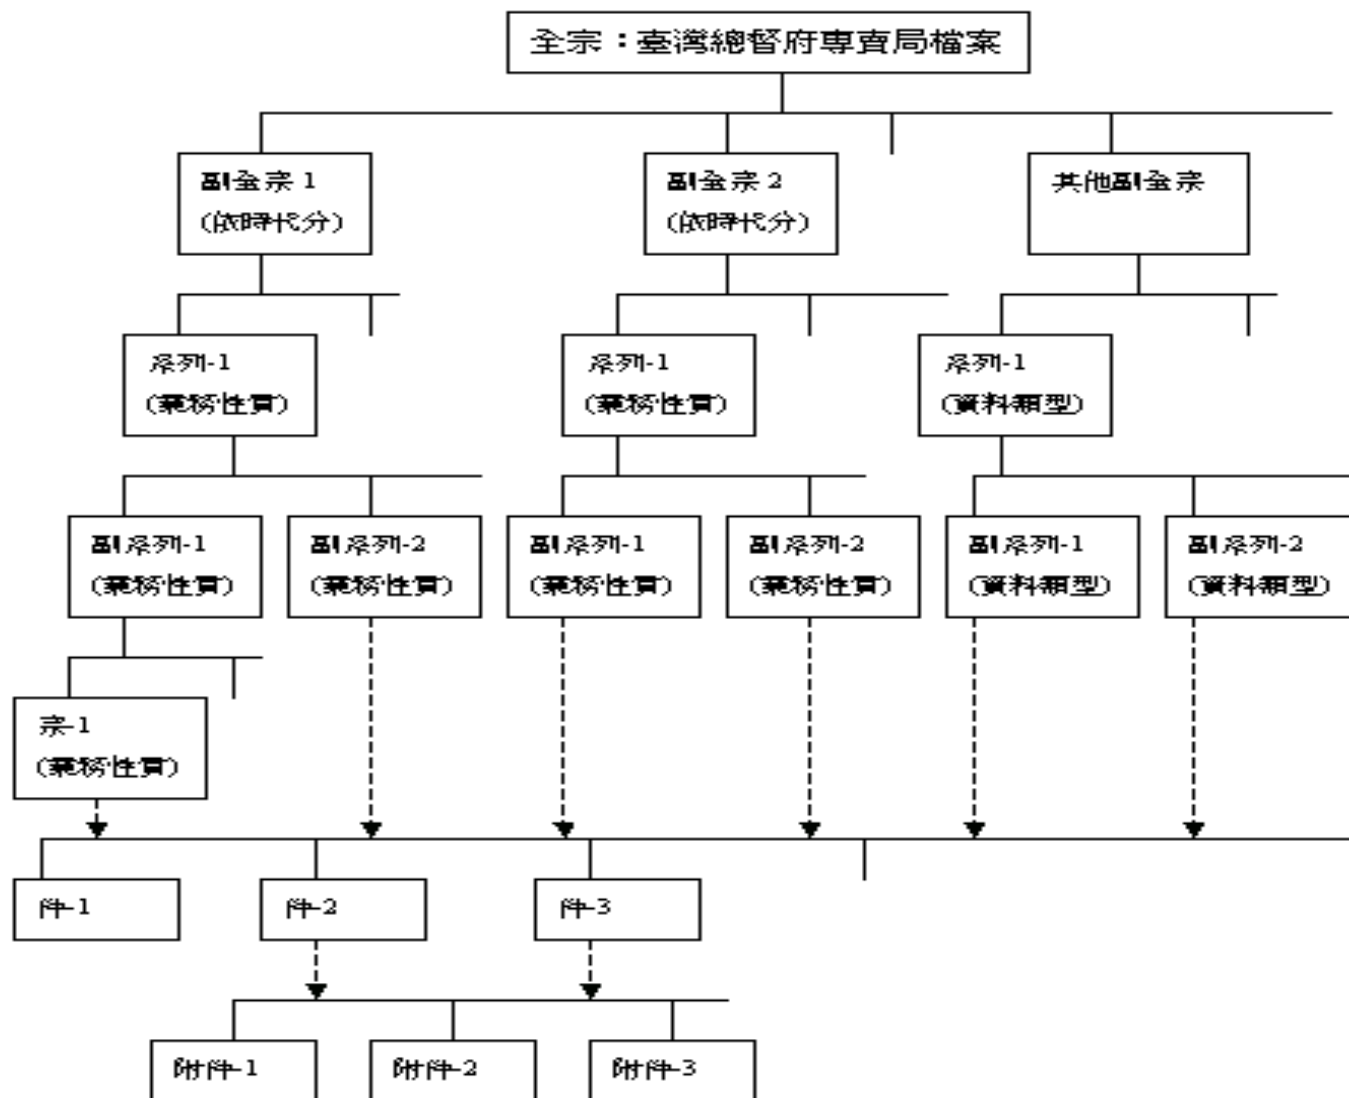 全宗：臺灣總督府專賣局檔案
副全宗 1
(依時代分)
副全宗 2
(依時代分)
其他副全宗
系列-1
(業務性質)
系列-1
(業務性質)
系列-1
(資料類型)
副系列-1
(業務性質)
副系列-2
(業務性質)
副系列-1
(業務性質)
副系列-2
(業務性質)
副系列-1
(資料類型)
副系列-2
(資料類型)
宗-1
(業務性質)
件-1
件-2
件-3
附件-1
附件-2
附件-3